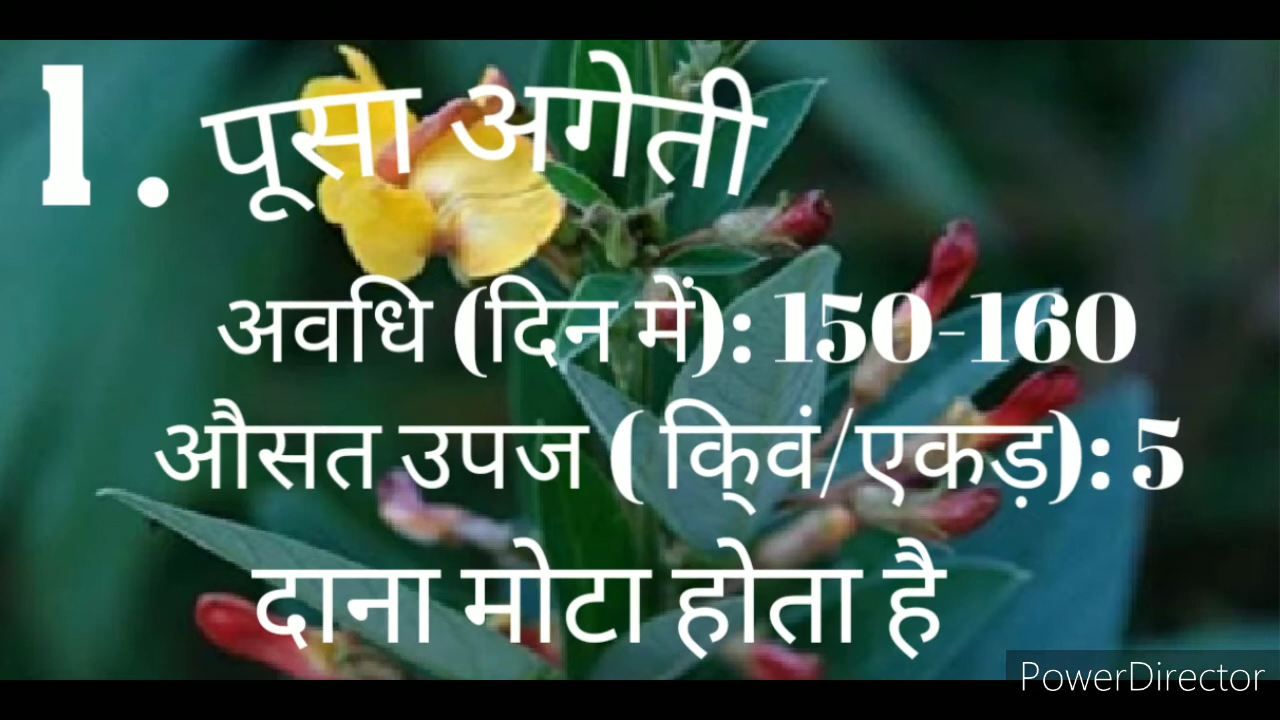 1. पूसा अगेती
अवधि (दिन में): 150-160
औसत उपज ( क्विं/एकड़): 5
दाना मोटा होता है
PowerDirector